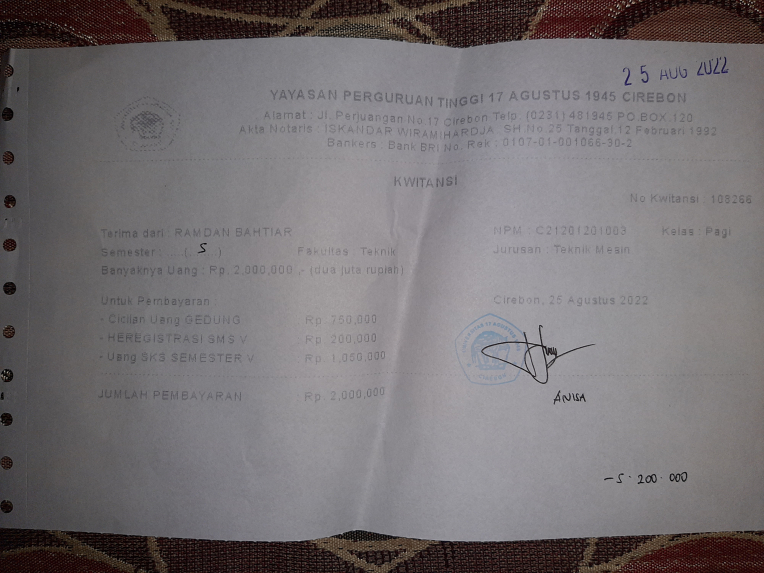 25 AUG 2022
YAYASAN PERGURUAN TINGGI 17 AGUSTUS 1945 CIREBON
Alamat : Jl. Perjuangan No.17 Cirebon Telp. (0231) 481945 PO.BOX.120
Akta Notaris : ISKANDAR WIRAMIHARDJA, SH No.25 Tanggal 12 Februari 1992
Bankers : Bank BRI No. Rek : 0107-01-001066-30-2
KWITANSI
No Kwitansi : 108266
Terima dari : RAMDAN BAHTIAR NPM : C21201201003 Kelas : Pagi
Semester : ....(..5...) Fakultas : Teknik Jurusan : Teknik Mesin
Banyaknya Uang : Rp. 2,000,000 ,- (dua juta rupiah)
Untuk Pembayaran : Cirebon, 25 Agustus 2022
- Cicilan Uang GEDUNG : Rp. 750,000
- HEREGISTRASI SMS V : Rp. 200,000
- Uang SKS SEMESTER V : Rp. 1,050,000
JUMLAH PEMBAYARAN : Rp. 2,000,000
ANISA
- 5.200.000